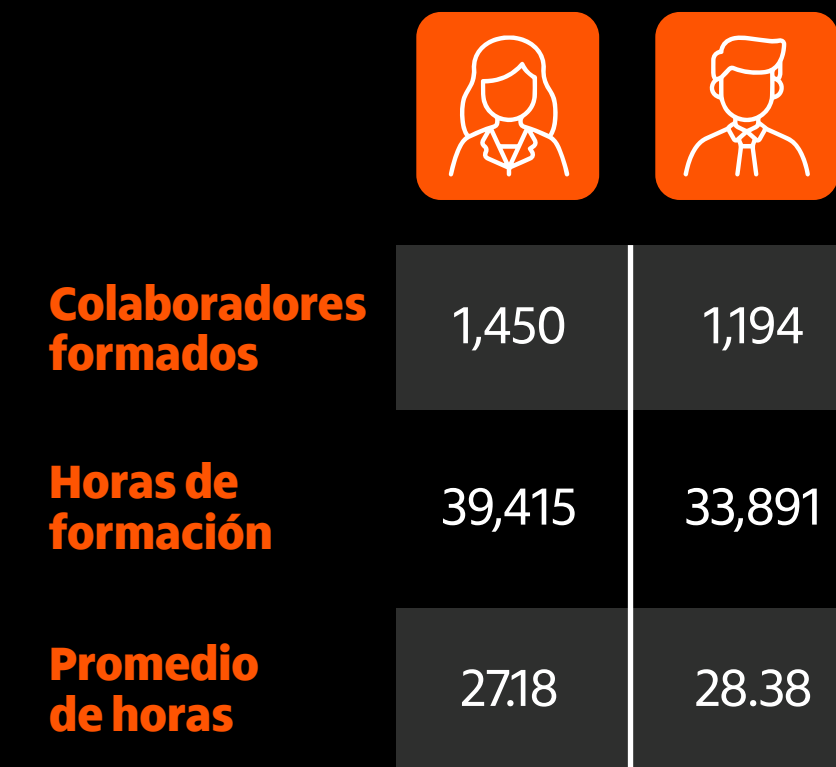 Colaboradores
formados
1,450
1,194
Horas de
formación
39,415
33,891
Promedio
de horas
27.18
28.38